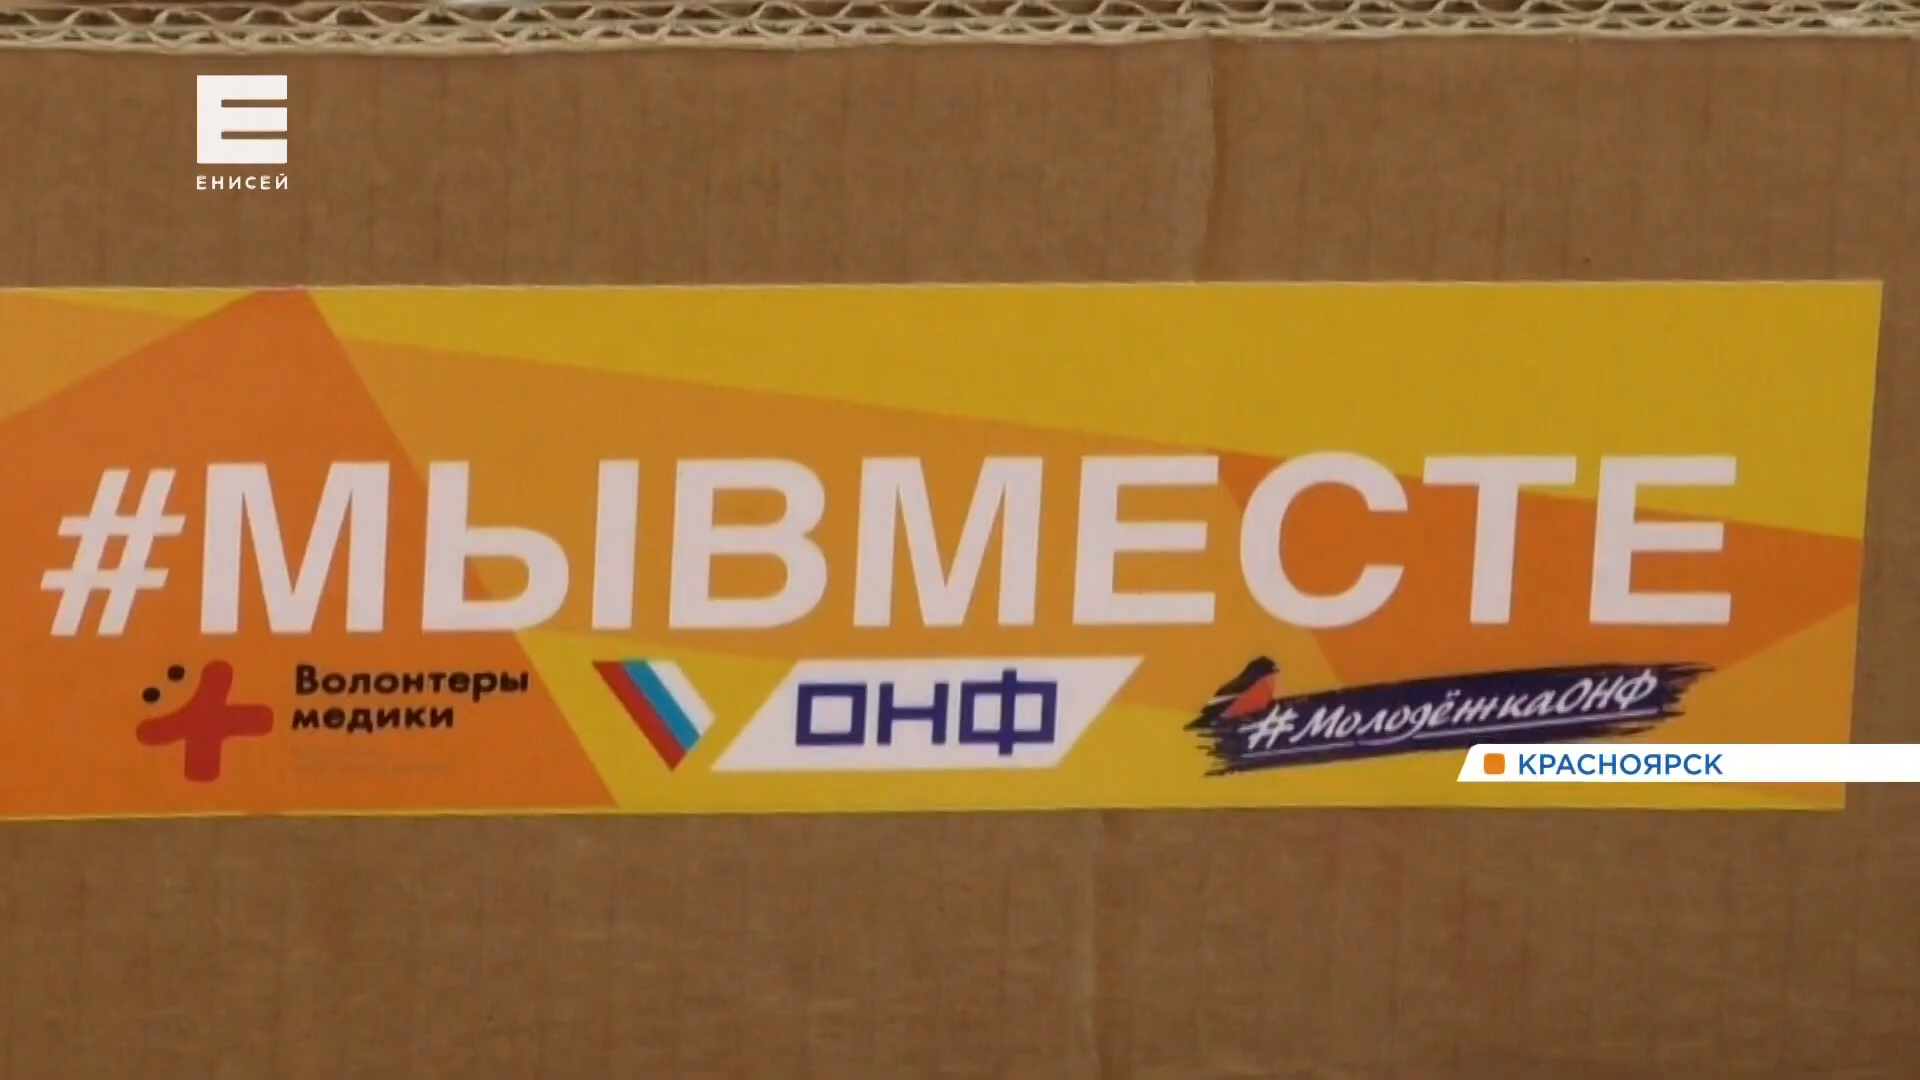 ЕНИСЕЙ
#МЫВМЕСТЕ
Волонтеры
медики
ОНФ
#МолодёжкаОНФ
КРАСНОЯРСК